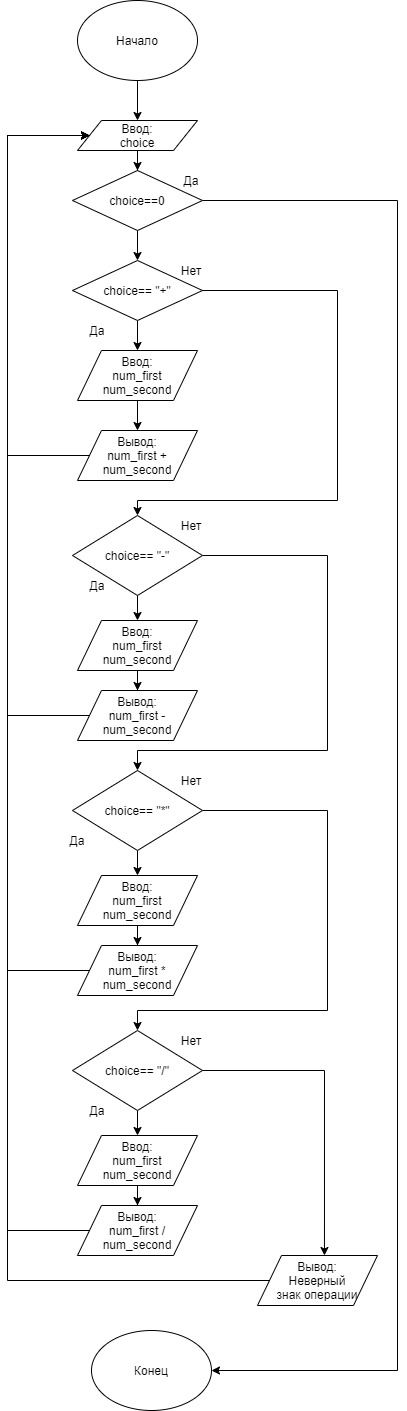 Начало
Ввод:
choice
Да
choice==0
Нет
choice== "+"
Да
Ввод:
num_first
num_second
Вывод:
num_first +
num_second
Нет
choice== "-"
Да
Ввод:
num_first
num_second
Вывод:
num_first -
num_second
Нет
choice== "*"
Да
Ввод:
num_first
num_second
Вывод:
num_first *
num_second
Нет
choice== "/"
Да
Ввод:
num_first
num_second
Вывод:
num_first /
num_second
Вывод:
Неверный
знак операции
Конец